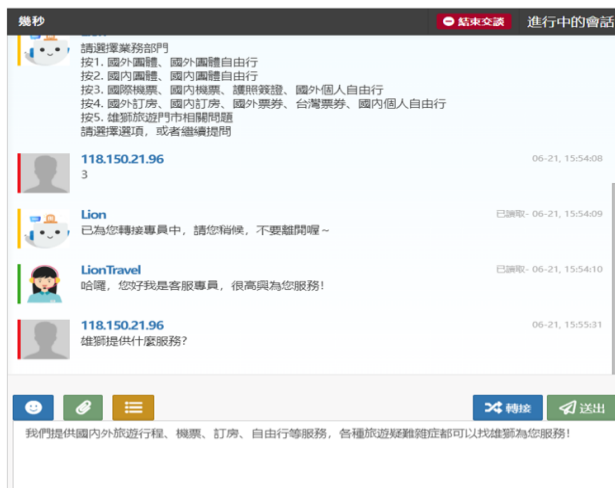 幾秒
結束交談
進行中的會話
請選擇業務部門
按1. 國外團體、國外團體自由行
按2. 國內團體、國內團體自由行
按3. 國際機票、國內機票、護照簽證、國外個人自由行
按4. 國外訂房、國內訂房、國外票券、台灣票券、國內個人自由行
按5. 雄獅旅遊門市相關問題
請選擇選項，或者繼續提問
118.150.21.96
06-21, 15:54:08
3
Lion
已讀取- 06-21, 15:54:09
已為您轉接專員中，請您稍候，不要離開喔～
LionTravel
已讀取- 06-21, 15:54:10
哈囉，您好我是客服專員，很高興為您服務!
118.150.21.96
06-21, 15:55:31
雄獅提供什麼服務?
轉接
送出
我們提供國內外旅遊行程、機票、訂房、自由行等服務，各種旅遊疑難雜症都可以找雄獅為您服務!